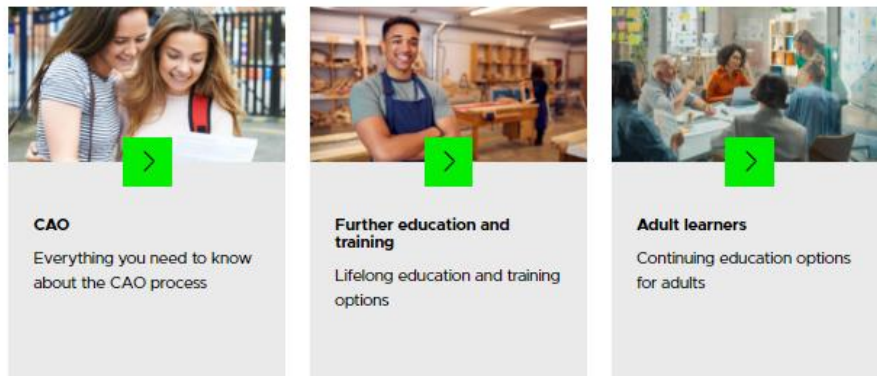 CAO
Everything you need to know
about the CAO process
Further education and
training
Lifelong education and training
options
Adult learners
Continuing education options
for adults